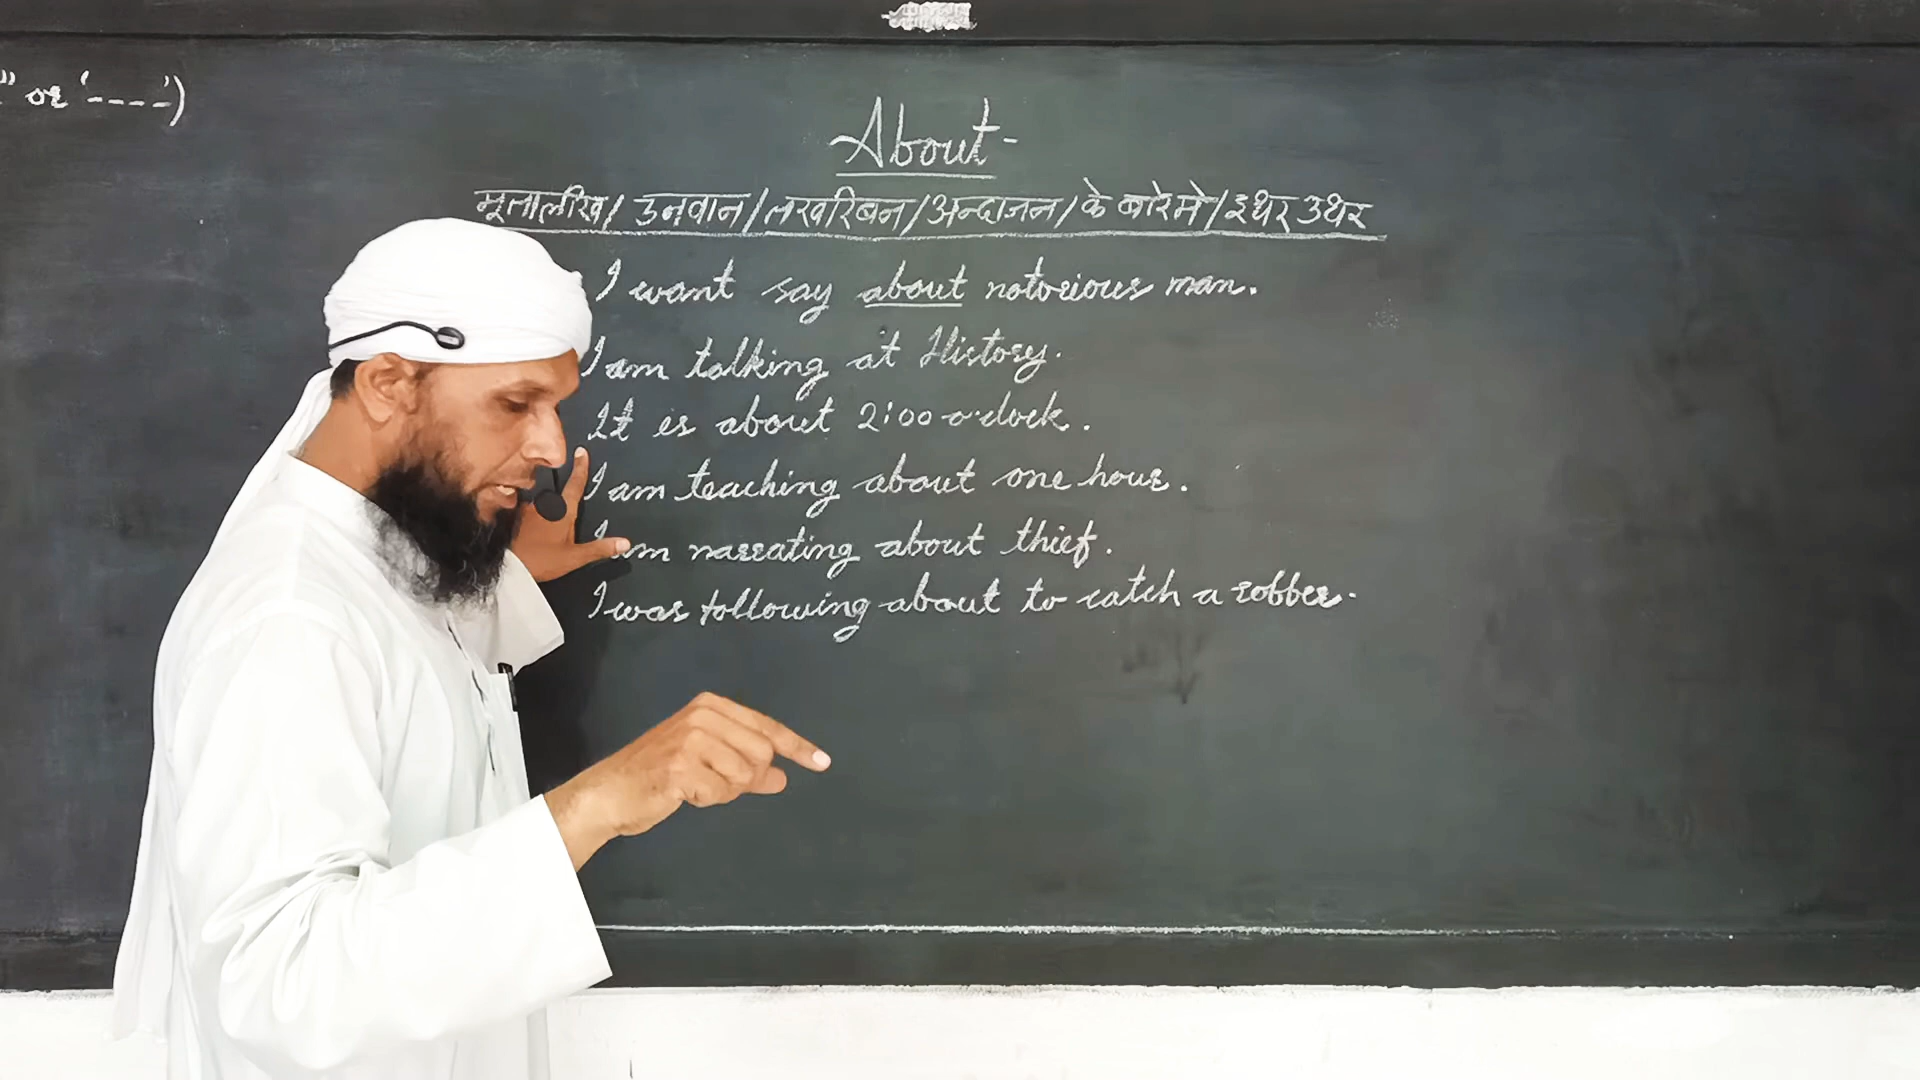 " or '----')
About-
मूतालीख/ उनवान/तखरिबन/अन्दाजन/के बारेमे/इधर उधर
I want say about notorious man.
I am talking at History.
It is about 2:00 o'clock.
I am teaching about one hour.
I am narrating about thief.
I was following about to catch a robber.